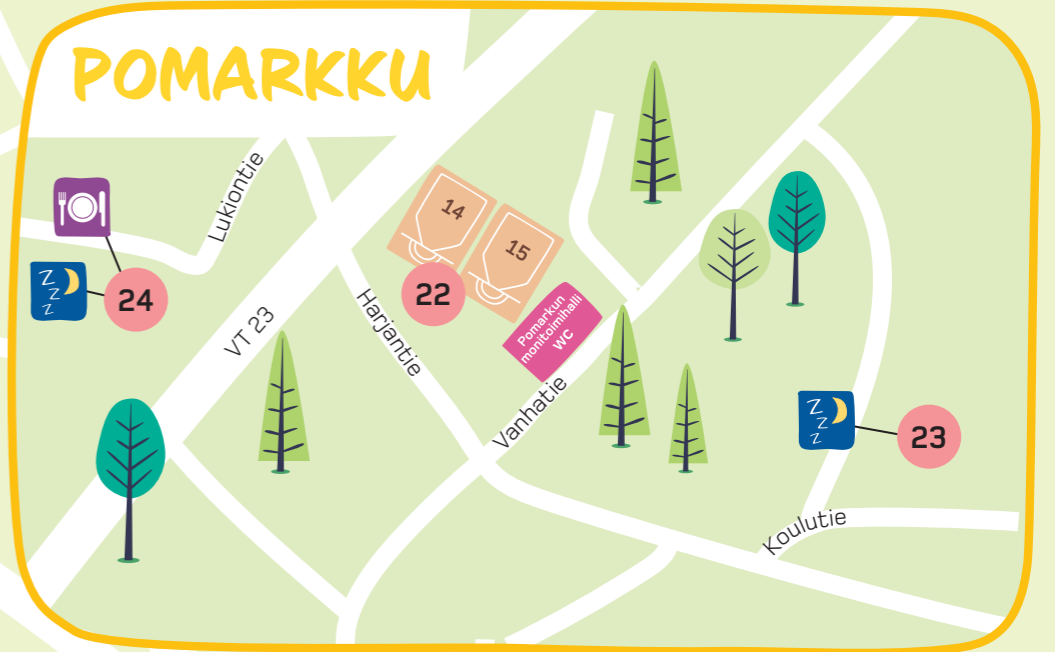 POMARKKU
Lukiontie
14
15
24
22
VT 23
Harjantie
Pomarkun
monitoimihalli
WC
Vanhatie
Z
Z
Z
Z
Z
Z
23
Koulutie